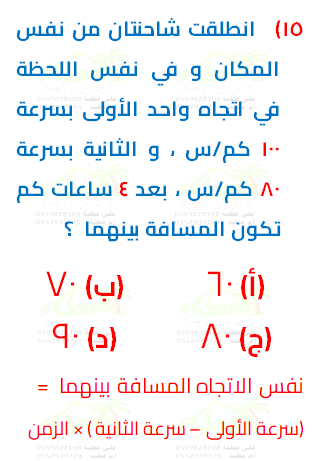 ١٥) انطلقت شاحنتان من نفس
المكان و في نفس اللحظة
في اتجاه واحد الأولى بسرعة
١٠٠ كم/س ، و الثانية بسرعة
٨٠ كم/س ، بعد ٤ ساعات كم
تكون المسافة بينهما ؟
(أ) ٦٠ (ب) ٧٠
(ج) ٨٠ (د) ٩٠
نفس الاتجاه المسافة بينهما =
(سرعة الأولى – سرعة الثانية) × الزمن